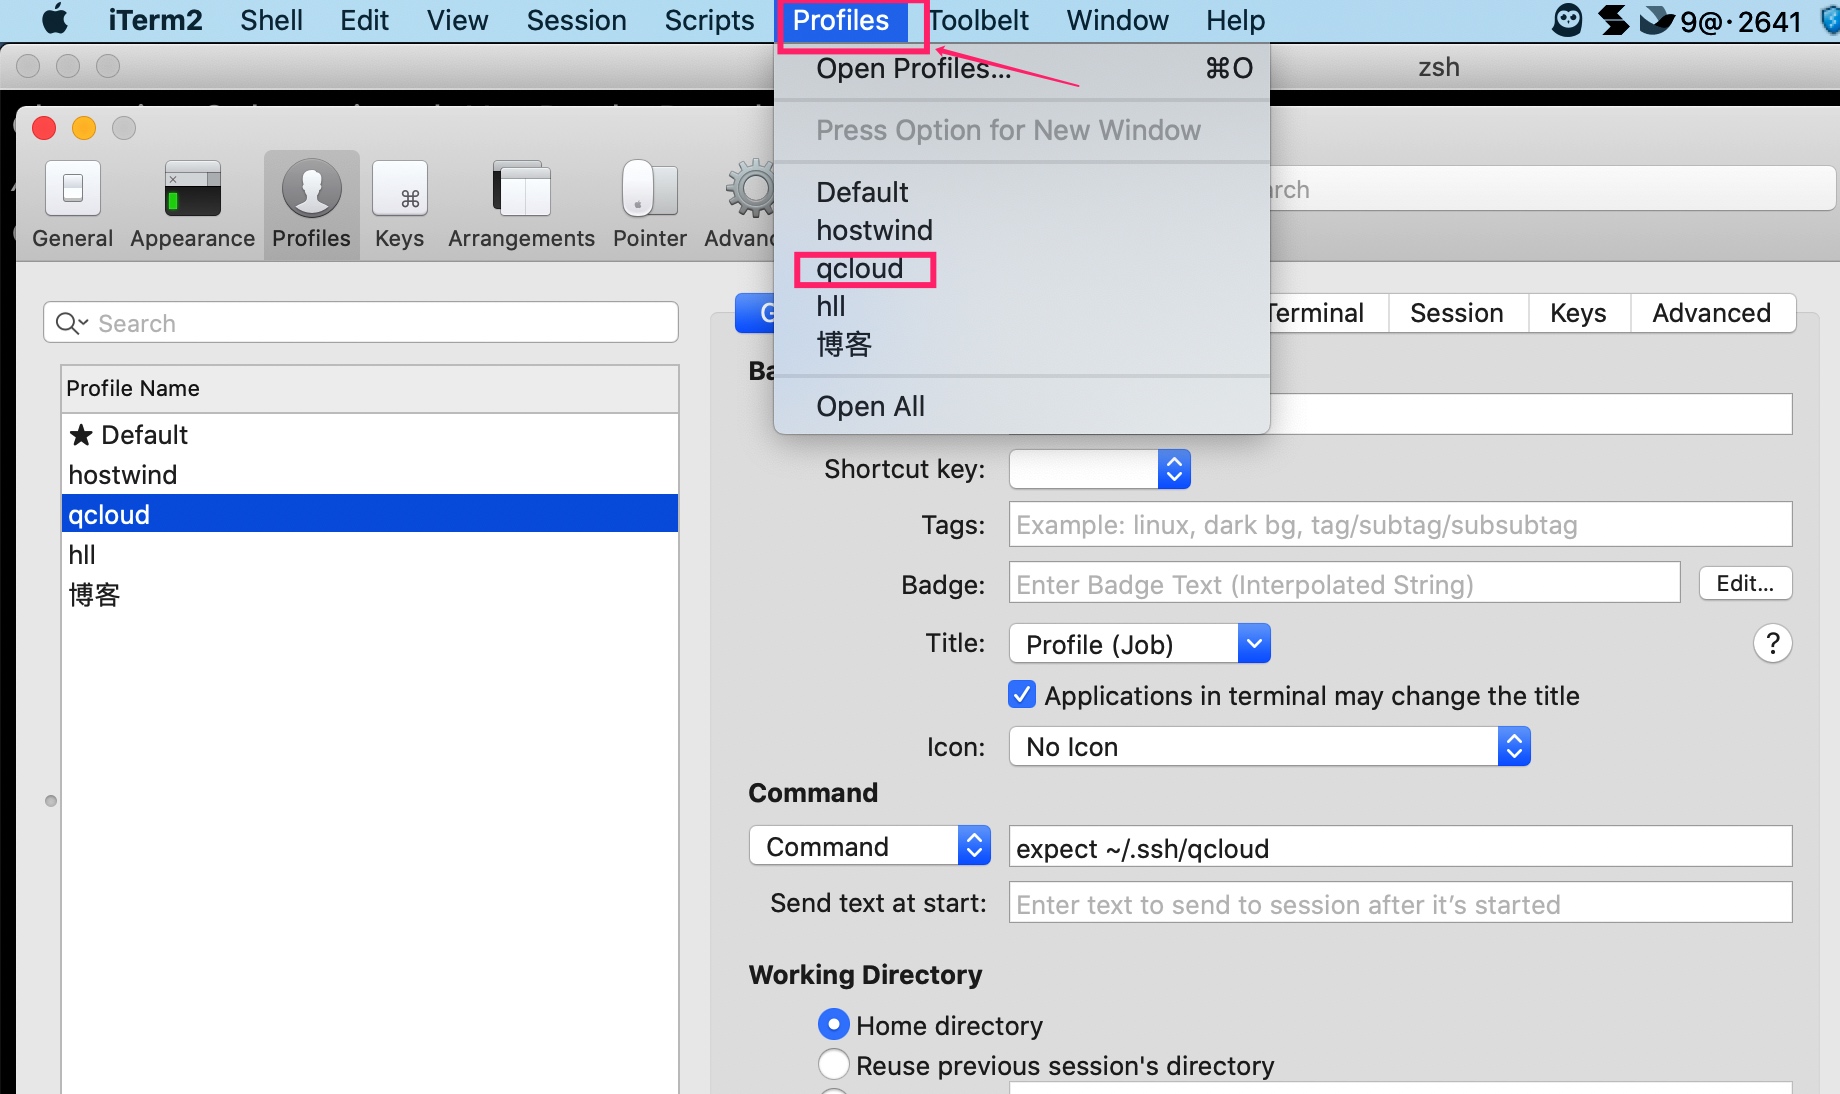 iTerm2 Shell Edit View Session Scripts Profiles Toolbelt Window Help 9@·2641
zsh
Open Profiles... ⌘O
Press Option for New Window
Default
hostwind
qcloud
hll
博客
Open All
General Appearance Profiles Keys Arrangements Pointer
Search
Terminal Session Keys Advanced
Profile Name
★ Default
hostwind
qcloud
hll
博客
Shortcut key:
Tags: Example: linux, dark bg, tag/subtag/subsubtag
Badge: Enter Badge Text (Interpolated String) Edit...
Title: Profile (Job) ?
Applications in terminal may change the title
Icon: No Icon
Command
Command expect ~/.ssh/qcloud
Send text at start: Enter text to send to session after it’s started
Working Directory
Home directory
Reuse previous session's directory